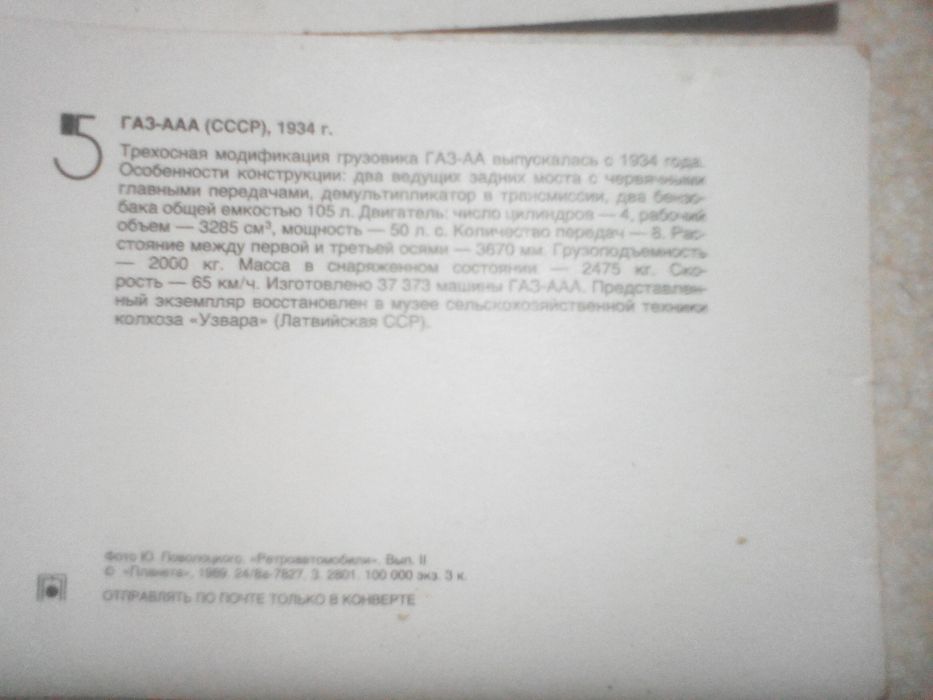 5
ГАЗ-ААА (СССР), 1934 г.
Трехосная модификация грузовика ГАЗ-АА выпускалась с 1934 года.
Особенности конструкции: два ведущих задних моста с червячными
главными передачами, демультипликатор в трансмиссии, два бензо-
бака общей емкостью 105 л. Двигатель: число цилиндров — 4, рабочий
объем — 3285 см³, мощность — 50 л. с. Количество передач — 8. Рас-
стояние между первой и третьей осями — 3670 мм. Грузоподъемность
— 2000 кг. Масса в снаряженном состоянии — 2475 кг. Ско-
рость — 65 км/ч. Изготовлено 37 373 машины ГАЗ-ААА. Представлен-
ный экземпляр восстановлен в музее сельскохозяйственной техники
колхоза «Узвара» (Латвийская ССР).
Фото Ю. Поволоцкого. «Ретроавтомобили». Вып. II
© «Планета», 1989. 24/8а-7827. З. 2801. 100 000 экз. 3 к.
ОТПРАВЛЯТЬ ПО ПОЧТЕ ТОЛЬКО В КОНВЕРТЕ